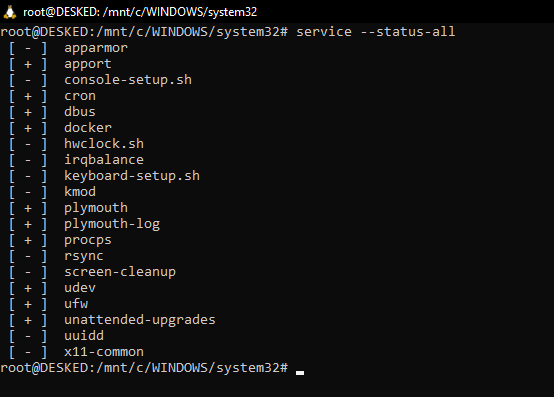 root@DESKED: /mnt/c/WINDOWS/system32
root@DESKED:/mnt/c/WINDOWS/system32# service --status-all
[ - ]  apparmor
[ + ]  apport
[ - ]  console-setup.sh
[ + ]  cron
[ + ]  dbus
[ + ]  docker
[ - ]  hwclock.sh
[ - ]  irqbalance
[ - ]  keyboard-setup.sh
[ - ]  kmod
[ + ]  plymouth
[ + ]  plymouth-log
[ + ]  procps
[ - ]  rsync
[ - ]  screen-cleanup
[ + ]  udev
[ + ]  ufw
[ + ]  unattended-upgrades
[ - ]  uuidd
[ - ]  x11-common
root@DESKED:/mnt/c/WINDOWS/system32#